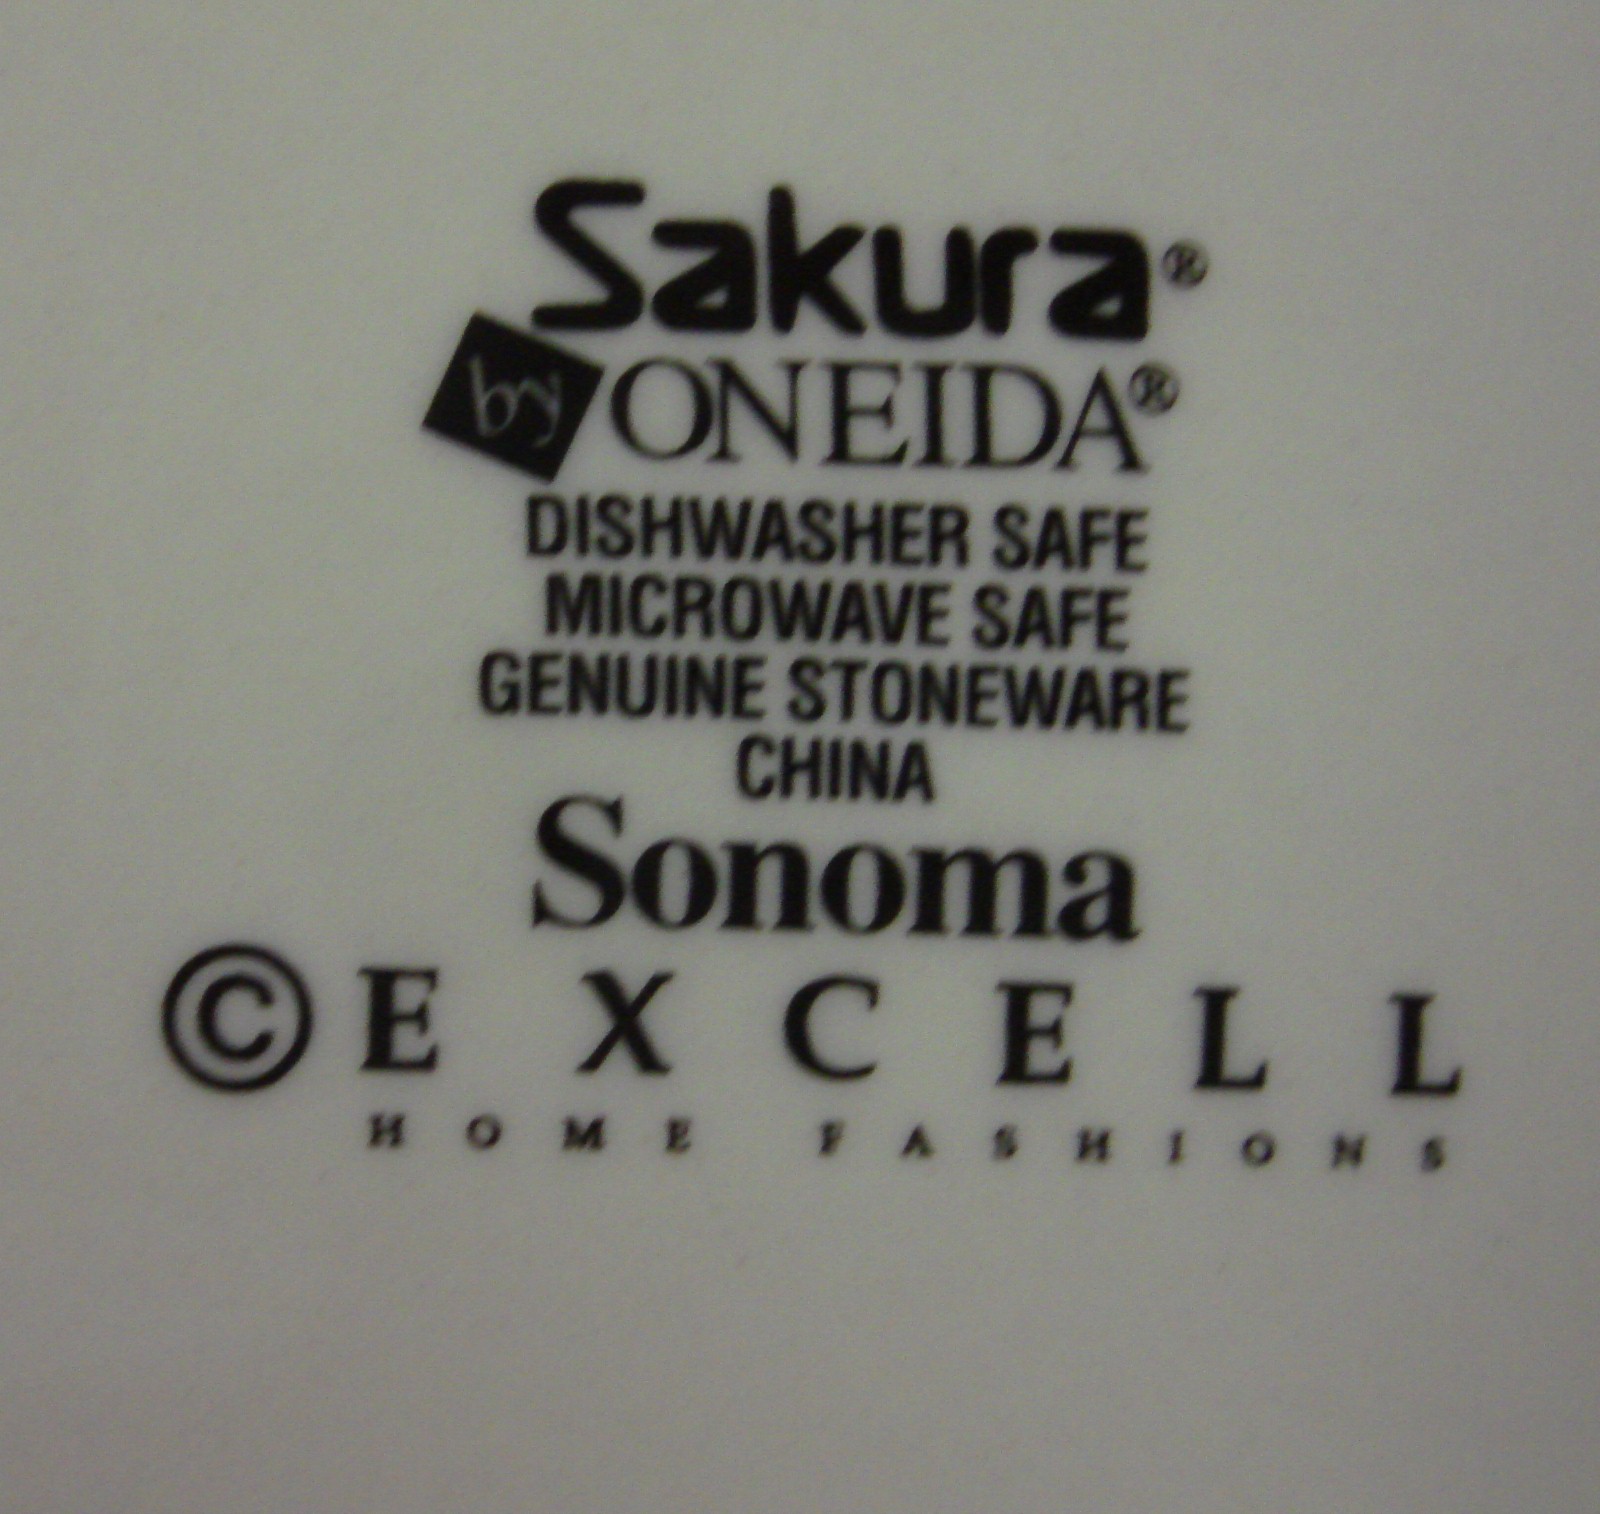 Sakura®
by ONEIDA®
DISHWASHER SAFE
MICROWAVE SAFE
GENUINE STONEWARE
CHINA
Sonoma
© EXCELL
HOME FASHIONS